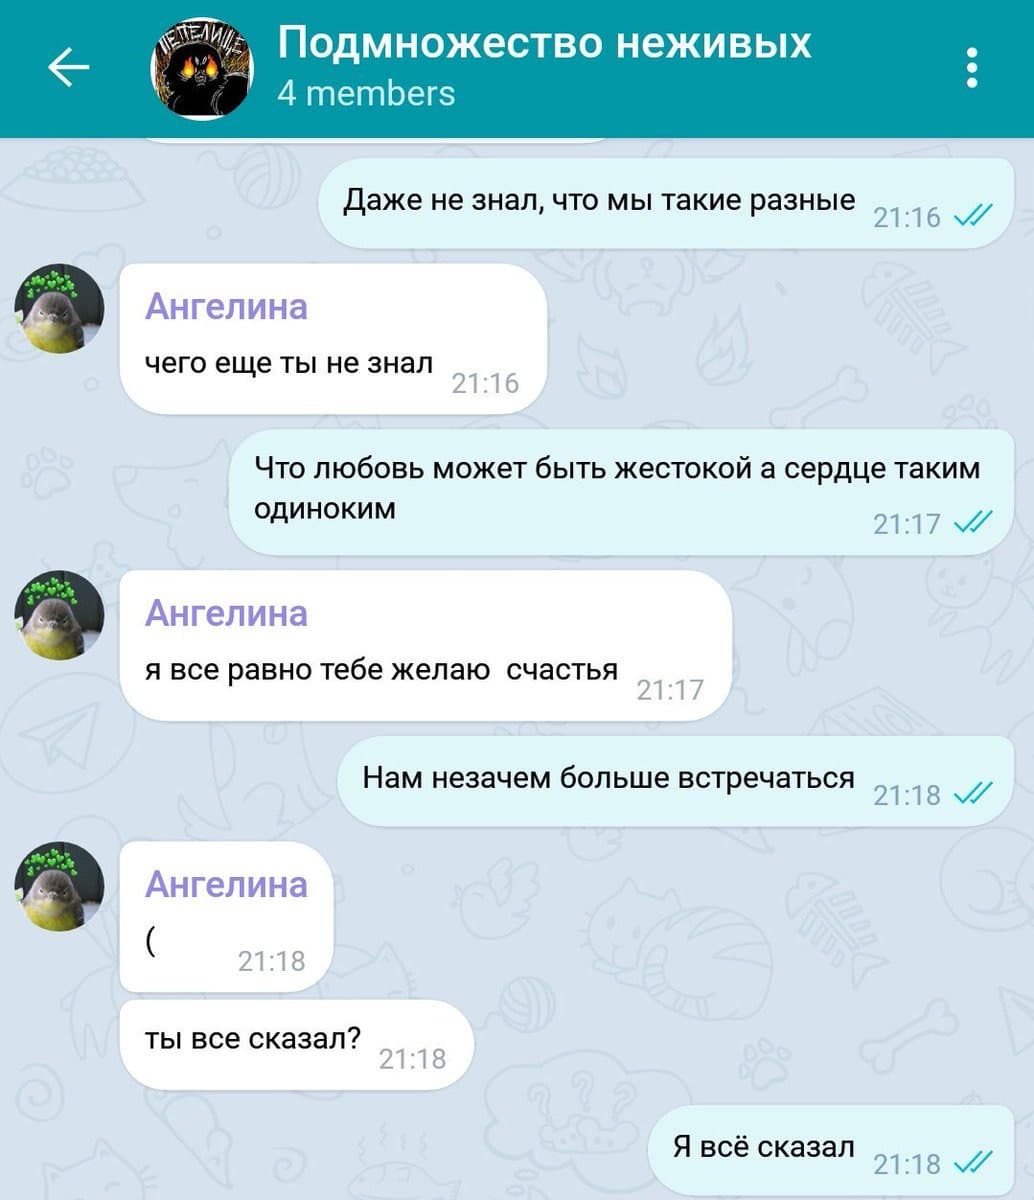 ПЕПЕЛИЩЕ
Подмножество неживых
4 members
Даже не знал, что мы такие разные
21:16
Ангелина
чего еще ты не знал
21:16
Что любовь может быть жестокой а сердце таким
одиноким
21:17
Ангелина
я все равно тебе желаю  счастья
21:17
Нам незачем больше встречаться
21:18
Ангелина
(
21:18
ты все сказал?
21:18
Я всё сказал
21:18